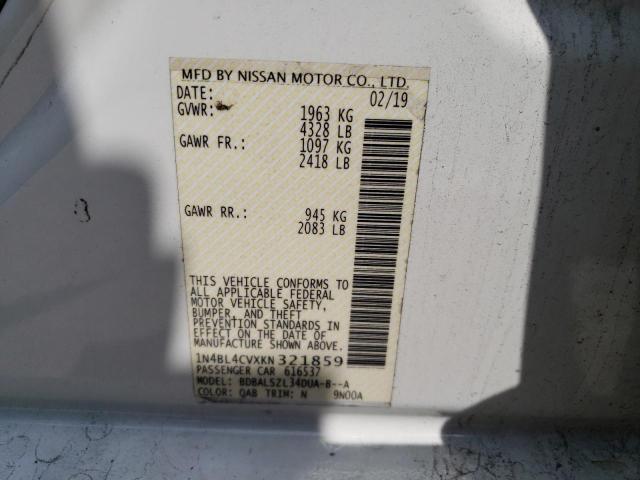 MFD BY NISSAN MOTOR CO., LTD.
DATE: 02/19
GVWR: 1963 KG
4328 LB
GAWR FR.: 1097 KG
2418 LB
GAWR RR.: 945 KG
2083 LB
THIS VEHICLE CONFORMS TO
ALL APPLICABLE FEDERAL
MOTOR VEHICLE SAFETY,
BUMPER, AND THEFT
PREVENTION STANDARDS IN
EFFECT ON THE DATE OF
MANUFACTURE SHOWN ABOVE.
1N4BL4CVXKN321859
PASSENGER CAR 616537
MODEL: BDBALSZL34DUA-B--A
COLOR: QAB TRIM: N 9N00A